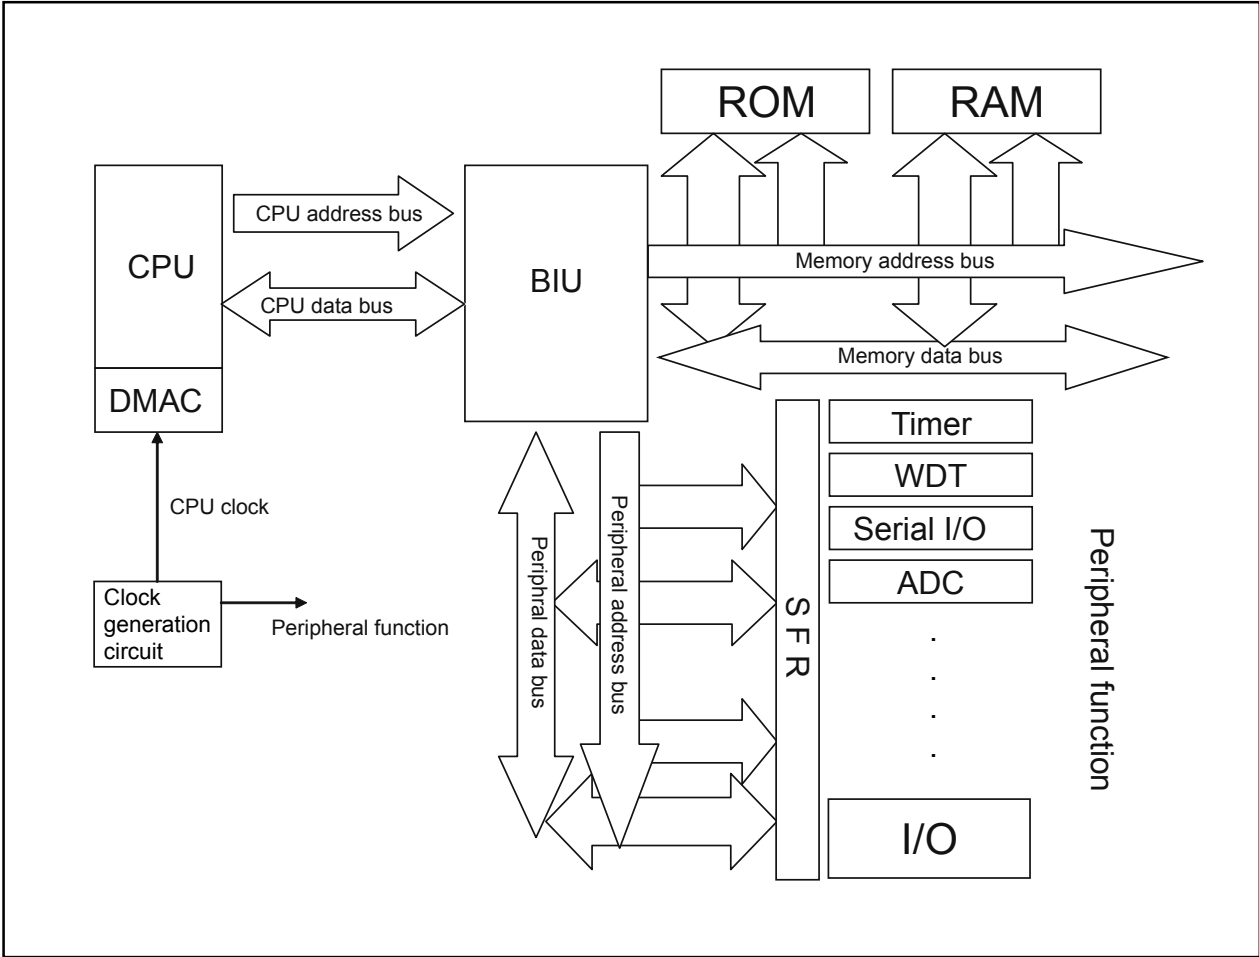 ROM
RAM
CPU address bus
CPU
BIU
Memory address bus
CPU data bus
Memory data bus
DMAC
Timer
WDT
CPU clock
Serial I/O
ADC
Clock
generation
circuit
Peripheral function
Periphral data bus
Peripheral address bus
S F R
.
.
.
.
Peripheral function
I/O